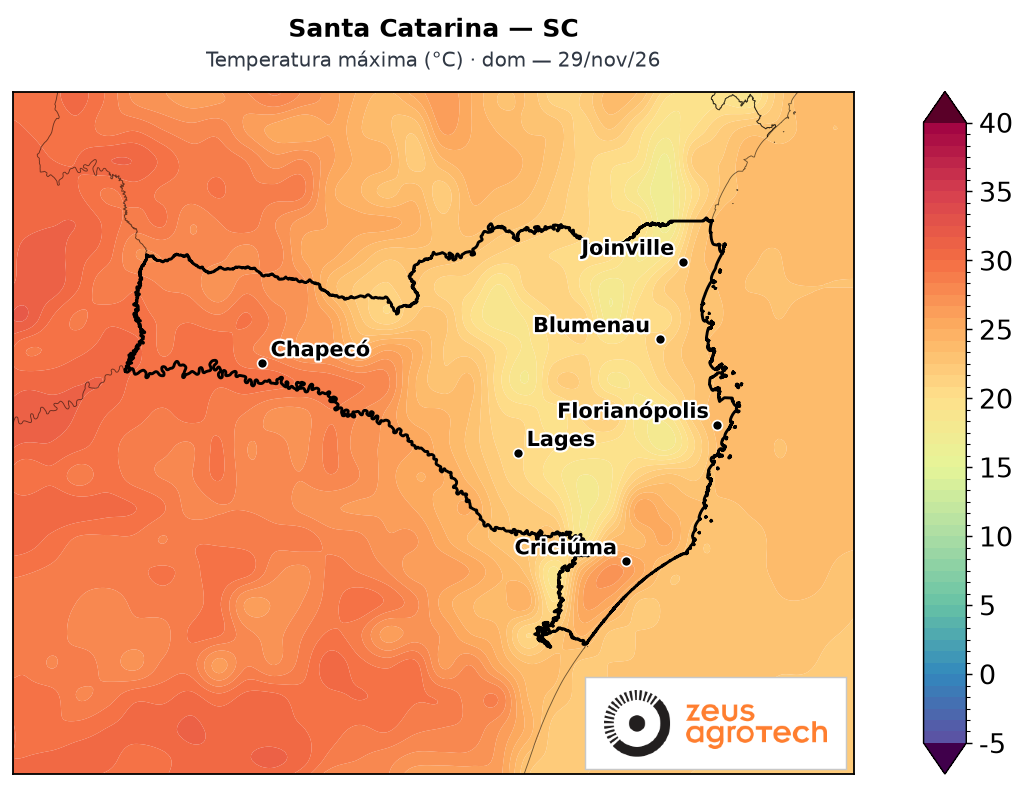 Santa Catarina — SC
Temperatura máxima (°C) · dom — 29/nov/26
Joinville
Blumenau
Chapecó
Florianópolis
Lages
Criciúma
40
35
30
25
20
15
10
5
0
-5
zeus
agrotech